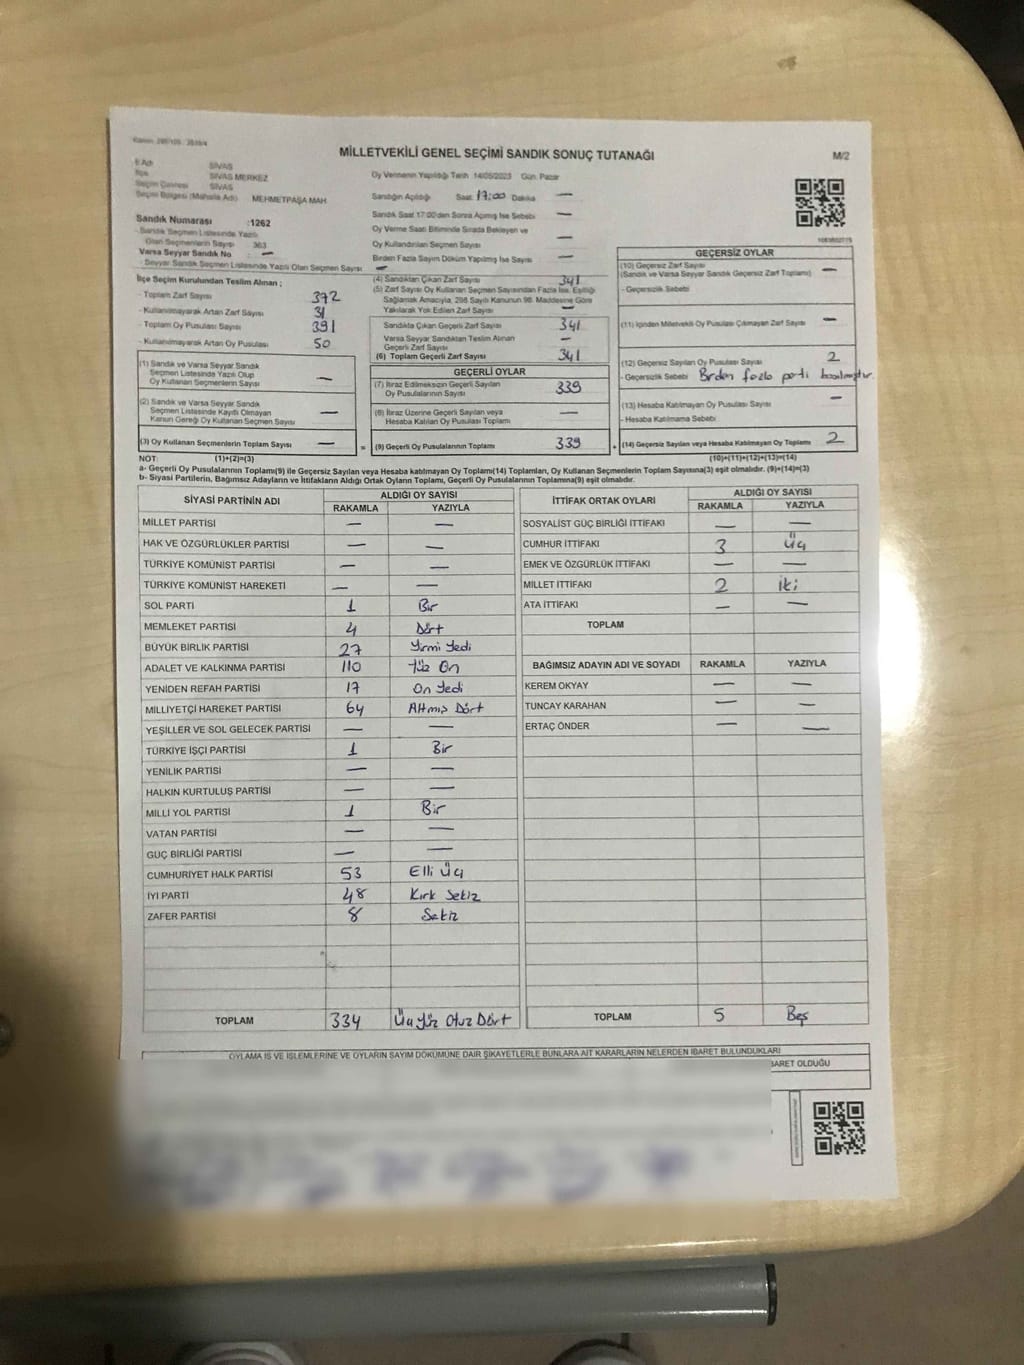 MİLLETVEKİLİ GENEL SEÇİMİ SANDIK SONUÇ TUTANAĞI
M/2
İli Adı SİVAS
İlçe SİVAS MERKEZ
Seçim Çevresi SİVAS
Seçim Bölgesi (Mahalle Adı) MEHMETPAŞA MAH
Sandık Numarası :1262
- Sandık Seçmen Listesinde Yazılı
Olan Seçmenlerin Sayısı 363
Varsa Seyyar Sandık No —
- Seyyar Sandık Seçmen Listesinde Yazılı Olan Seçmen Sayısı —
İlçe Seçim Kurulundan Teslim Alınan ;
- Toplam Zarf Sayısı 372
- Kullanılmayarak Artan Zarf Sayısı 31
- Toplam Oy Pusulası Sayısı 391
- Kullanılmayarak Artan Oy Pusulası 50
(1) Sandık ve Varsa Seyyar Sandık
Seçmen Listesinde Yazılı Olup
Oy Kullanan Seçmenlerin Sayısı —
(2) Sandık ve Varsa Seyyar Sandık
Seçmen Listesinde Kayıtlı Olmayan
Kanun Gereği Oy Kullanan Seçmen Sayısı —
(3) Oy Kullanan Seçmenlerin Toplam Sayısı —
Oy Vermenin Yapıldığı Tarih 14/05/2023 Gün Pazar
Sandığın Açıldığı Saat 17:00 Dakika —
Sandık Saat 17:00'den Sonra Açılmış İse Sebebi —
Oy Verme Saati Bitiminde Sırada Bekleyen ve
Oy Kullandırılan Seçmen Sayısı —
Birden Fazla Sayım Döküm Yapılmış İse Sayısı —
(4) Sandıktan Çıkan Zarf Sayısı 341
(5) Zarf Sayısı Oy Kullanan Seçmen Sayısından Fazla İse, Eşitliği
Sağlamak Amacıyla, 298 Sayılı Kanunun 98. Maddesine Göre
Yakılarak Yok Edilen Zarf Sayısı —
Sandıkta Çıkan Geçerli Zarf Sayısı 341
Varsa Seyyar Sandıktan Teslim Alınan
Geçerli Zarf Sayısı —
(6) Toplam Geçerli Zarf Sayısı 341
GEÇERLİ OYLAR
(7) İtiraz Edilmeksizin Geçerli Sayılan
Oy Pusulalarının Sayısı 339
(8) İtiraz Üzerine Geçerli Sayılan veya
Hesaba Katılan Oy Pusulası Toplamı —
= (9) Geçerli Oy Pusulalarının Toplamı 339 +
1083802775
GEÇERSİZ OYLAR
(10) Geçersiz Zarf Sayısı
(Sandık ve Varsa Seyyar Sandık Geçersiz Zarf Toplamı) —
- Geçersizlik Sebebi
(11) İçinden Milletvekili Oy Pusulası Çıkmayan Zarf Sayısı —
(12) Geçersiz Sayılan Oy Pusulası Sayısı 2
- Geçersizlik Sebebi Birden fazla parti basılmıştır.
(13) Hesaba Katılmayan Oy Pusulası Sayısı —
- Hesaba Katılmama Sebebi
(14) Geçersiz Sayılan veya Hesaba Katılmayan Oy Toplamı 2
NOT: (1)+(2)=(3) (10)+(11)+(12)+(13)=(14)
a- Geçerli Oy Pusulalarının Toplamı(9) ile Geçersiz Sayılan veya Hesaba katılmayan Oy Toplamı(14) Toplamları, Oy Kullanan Seçmenlerin Toplam Sayısına(3) eşit olmalıdır. (9)+(14)=(3)
b- Siyasi Partilerin, Bağımsız Adayların ve İttifakların Aldığı Ortak Oyların Toplamı, Geçerli Oy Pusulalarının Toplamına(9) eşit olmalıdır.
SİYASİ PARTİNİN ADI ALDIĞI OY SAYISI
RAKAMLA YAZIYLA
MİLLET PARTİSİ — —
HAK VE ÖZGÜRLÜKLER PARTİSİ — —
TÜRKİYE KOMÜNİST PARTİSİ — —
TÜRKİYE KOMÜNİST HAREKETİ — —
SOL PARTİ 1 Bir
MEMLEKET PARTİSİ 4 Dört
BÜYÜK BİRLİK PARTİSİ 27 Yirmi Yedi
ADALET VE KALKINMA PARTİSİ 110 Yüz On
YENİDEN REFAH PARTİSİ 17 On Yedi
MİLLİYETÇİ HAREKET PARTİSİ 64 Altmış Dört
YEŞİLLER VE SOL GELECEK PARTİSİ — —
TÜRKİYE İŞÇİ PARTİSİ 1 Bir
YENİLİK PARTİSİ — —
HALKIN KURTULUŞ PARTİSİ — —
MİLLİ YOL PARTİSİ 1 Bir
VATAN PARTİSİ — —
GÜÇ BİRLİĞİ PARTİSİ — —
CUMHURİYET HALK PARTİSİ 53 Elli Üç
İYİ PARTİ 48 Kırk Sekiz
ZAFER PARTİSİ 8 Sekiz
TOPLAM 334 Üçyüz Otuz Dört
İTTİFAK ORTAK OYLARI ALDIĞI OY SAYISI
RAKAMLA YAZIYLA
SOSYALİST GÜÇ BİRLİĞİ İTTİFAKI — —
CUMHUR İTTİFAKI 3 Üç
EMEK VE ÖZGÜRLÜK İTTİFAKI — —
MİLLET İTTİFAKI 2 iki
ATA İTTİFAKI — —
TOPLAM
BAĞIMSIZ ADAYIN ADI VE SOYADI RAKAMLA YAZIYLA
KEREM OKYAY — —
TUNCAY KARAHAN — —
ERTAÇ ÖNDER — —
TOPLAM 5 Beş
OYLAMA İŞ VE İŞLEMLERİNE VE OYLARIN SAYIM DÖKÜMÜNE DAİR ŞİKAYETLERLE BUNLARA AİT KARARLARIN NELERDEN İBARET BULUNDUKLARI
BARET OLDUĞU